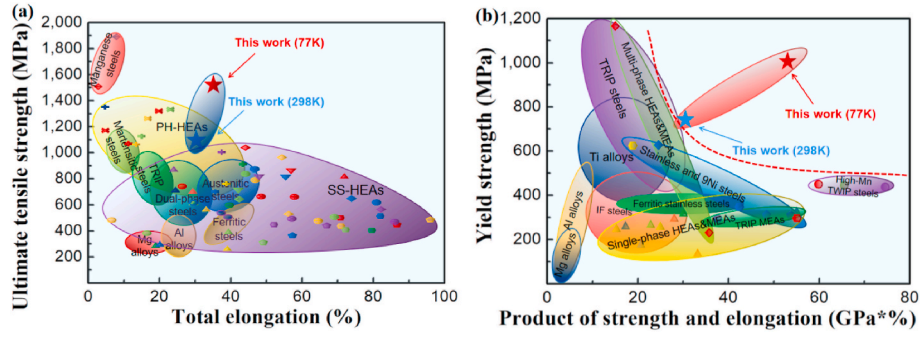 (a)
2,000
1,800
1,600
1,400
1,200
1,000
800
600
400
200
0
20
40
60
80
100
Ultimate tensile strength (MPa)
Total elongation (%)
Manganese
steels
This work (77K)
This work (298K)
PH-HEAs
Martensitic
steels
TRIP
steels
Dual-phase
steels
Austenitic
steel
SS-HEAs
Mg
alloys
Al
alloys
Ferritic
steels
(b)
1,200
1,000
800
600
400
200
0
20
40
60
80
Yield strength (MPa)
Product of strength and elongation (GPa*%)
TRIP steels
Multi-phase HEAs&MEAs
This work (77K)
This work (298K)
Ti alloys
Stainless and 9Ni steels
High-Mn
TWIP steels
IF steels
Ferritic stainless steels
TRIP MEAs
Single-phase HEAs&MEAs
Al alloys
Mg alloys